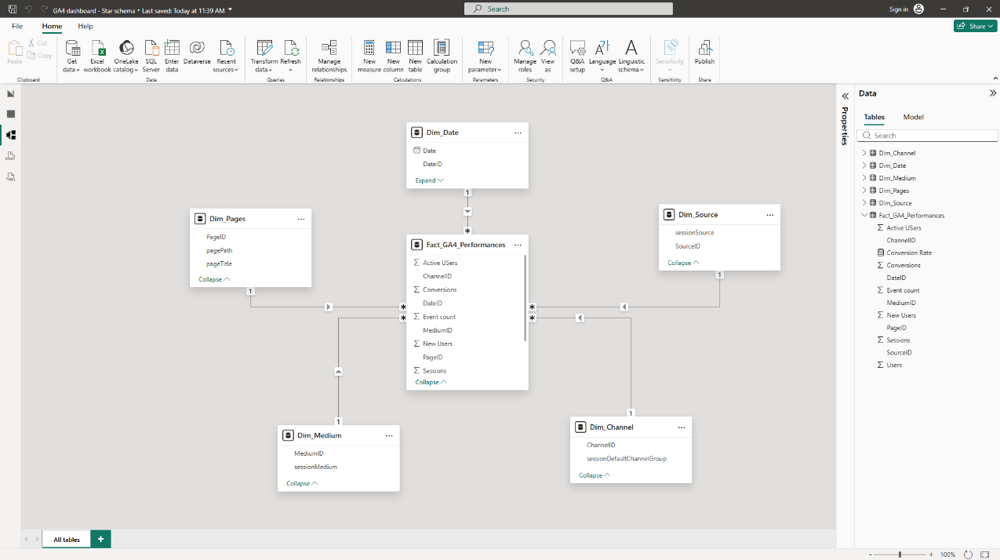 GA4 dashboard - Star schema • Last saved: Today at 11:39 AM
Search
Sign in
File
Home
Help
Share
Paste
Cut
Copy
Get data
Excel workbook
OneLake catalog
SQL Server
Enter data
Dataverse
Recent sources
Transform data
Refresh
Manage relationships
New measure
New column
New table
Calculation group
New parameter
Manage roles
View as
Q&A setup
Language
Linguistic schema
Sensitivity
Publish
Clipboard
Data
Queries
Relationships
Calculations
Parameters
Security
Q&A
Sensitivity
Share
Dim_Date
Date
DateID
Expand
1
*
Dim_Pages
PageID
pagePath
pageTitle
Collapse
1
*
Fact_GA4_Performances
Active USers
ChannelID
Σ Conversions
DateID
Σ Event count
MediumID
Σ New Users
PageID
Σ Sessions
Collapse
Dim_Source
sessionSource
SourceID
Collapse
1
*
*
*
Dim_Medium
MediumID
sessionMedium
Collapse
1
Dim_Channel
ChannelID
sessionDefaultChannelGroup
Collapse
1
Properties
Data
Tables
Model
Search
Dim_Channel
Dim_Date
Dim_Medium
Dim_Pages
Dim_Source
Fact_GA4_Performances
Σ Active USers
ChannelID
Conversion Rate
Σ Conversions
DateID
Σ Event count
MediumID
Σ New Users
PageID
Σ Sessions
SourceID
Σ Users
All tables
+
- + 100%